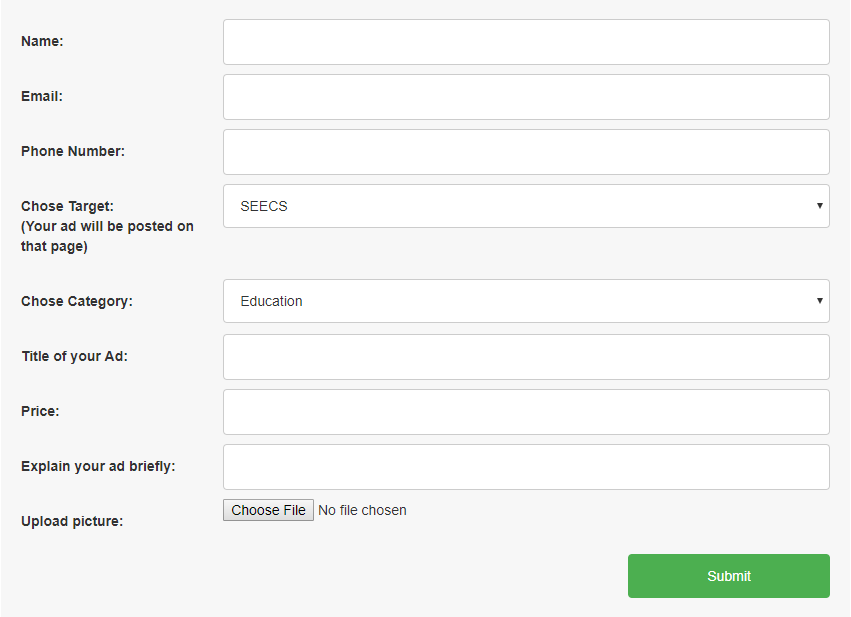 Name:
Email:
Phone Number:
Chose Target:
(Your ad will be posted on
that page)
SEECS
Chose Category:
Education
Title of your Ad:
Price:
Explain your ad briefly:
Upload picture:
Choose File No file chosen
Submit